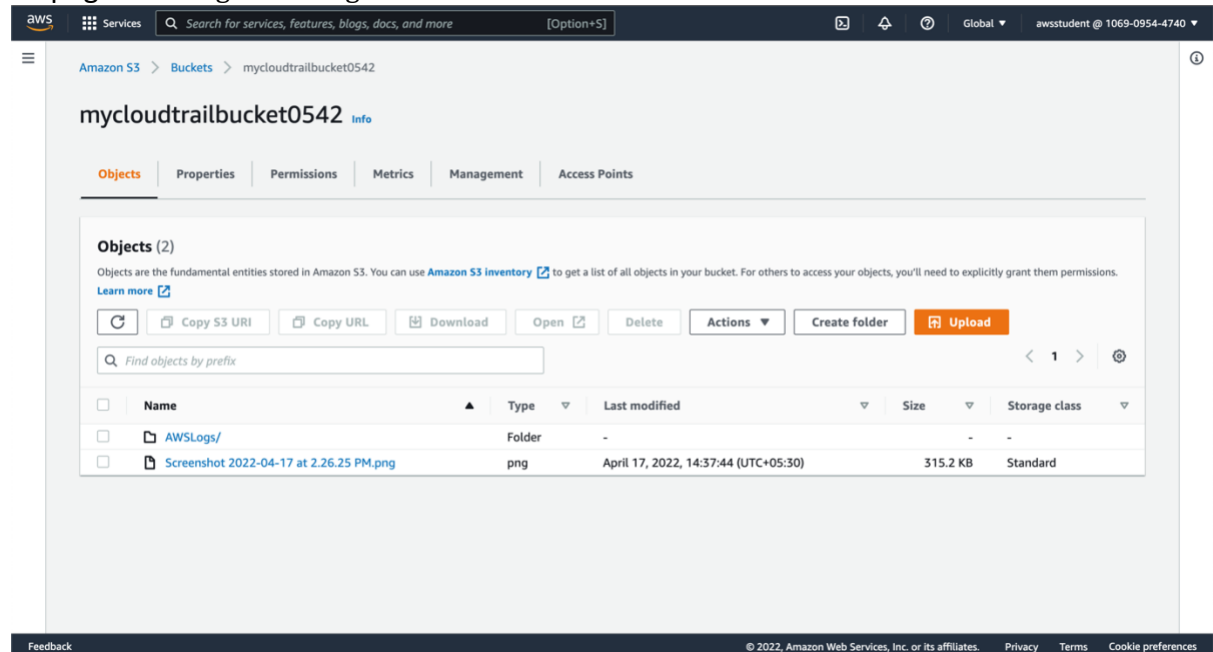 aws Services Search for services, features, blogs, docs, and more [Option+S] Global ▼ awsstudent @ 1069-0954-4740 ▼
Amazon S3 > Buckets > mycloudtrailbucket0542
mycloudtrailbucket0542 Info
Objects Properties Permissions Metrics Management Access Points
Objects (2)
Objects are the fundamental entities stored in Amazon S3. You can use Amazon S3 inventory to get a list of all objects in your bucket. For others to access your objects, you'll need to explicitly grant them permissions.
Learn more
Copy S3 URI Copy URL Download Open Delete Actions ▼ Create folder Upload
Find objects by prefix < 1 >
Name ▲ Type ▽ Last modified ▽ Size ▽ Storage class ▽
AWSLogs/ Folder - - -
Screenshot 2022-04-17 at 2.26.25 PM.png png April 17, 2022, 14:37:44 (UTC+05:30) 315.2 KB Standard
Feedback © 2022, Amazon Web Services, Inc. or its affiliates. Privacy Terms Cookie preferences